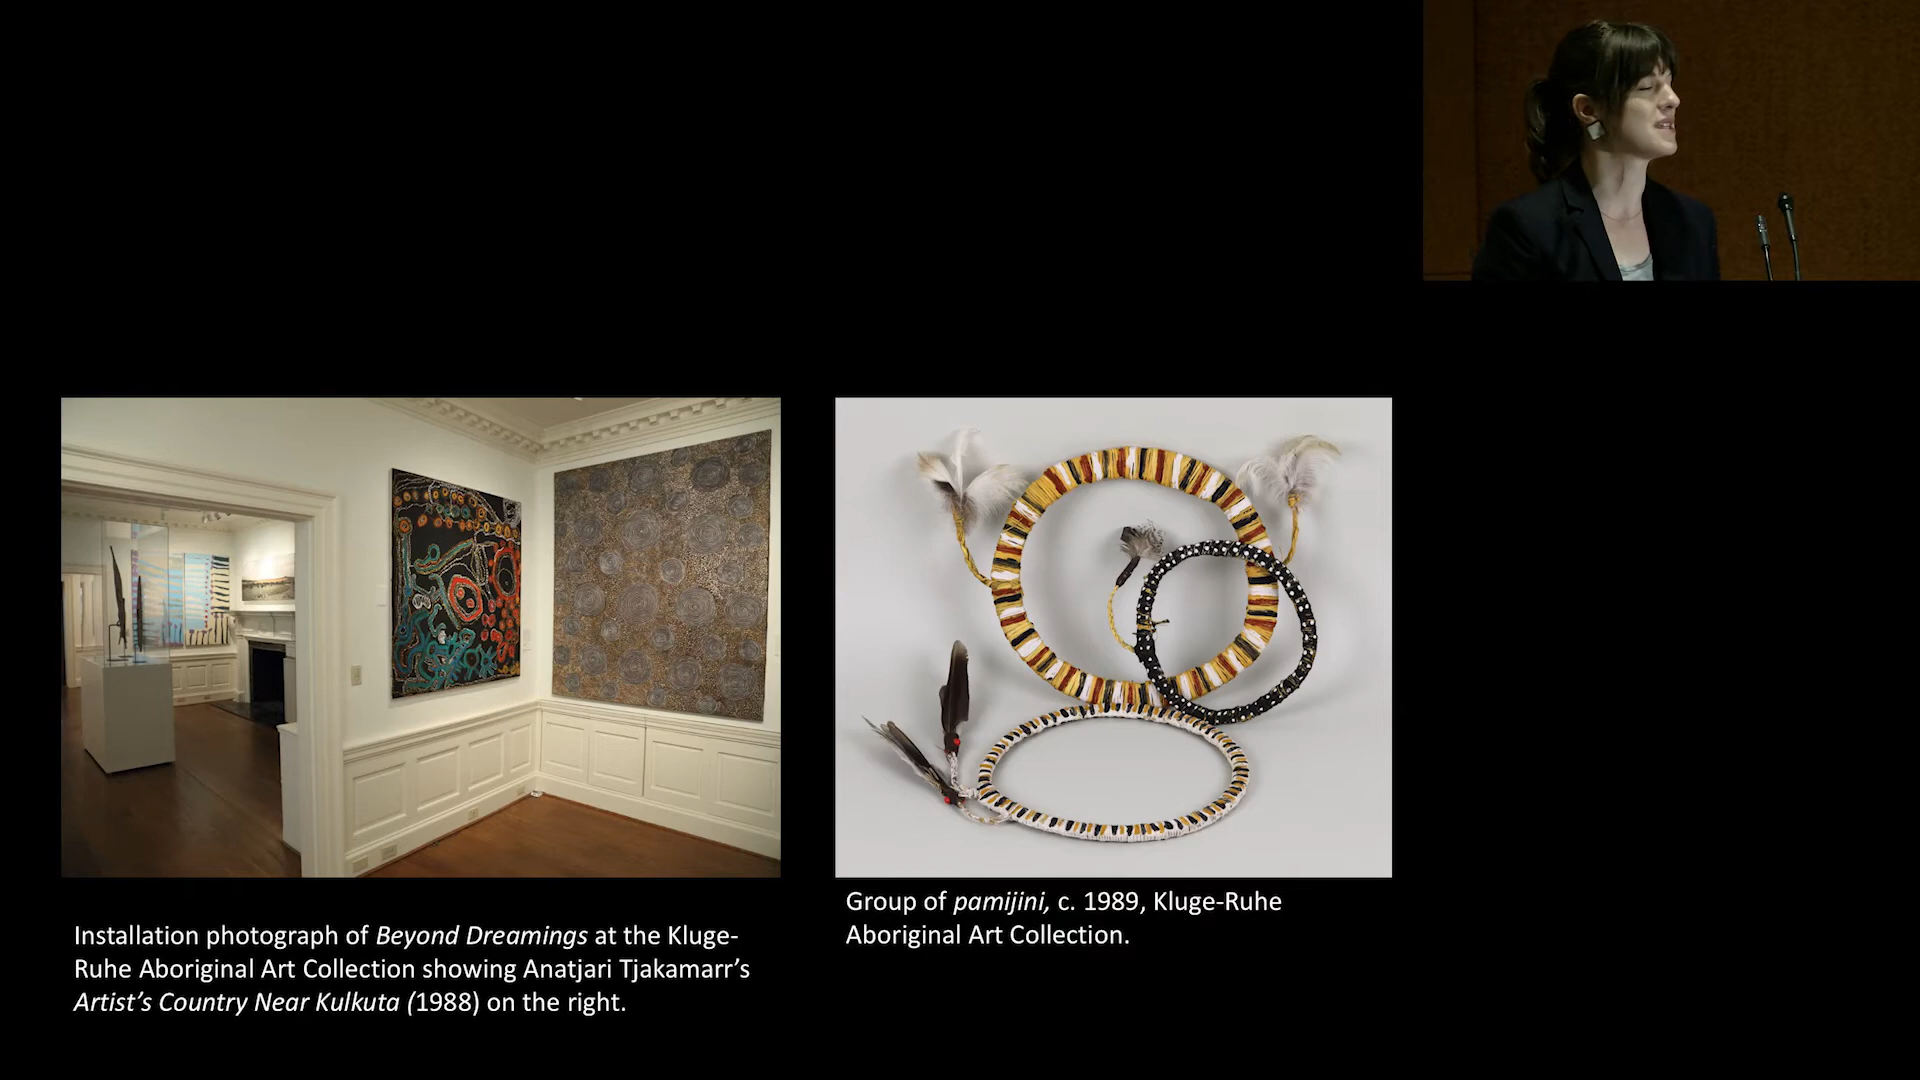 Installation photograph of Beyond Dreamings at the Kluge-
Ruhe Aboriginal Art Collection showing Anatjari Tjakamarr’s
Artist’s Country Near Kulkuta (1988) on the right.
Group of pamijini, c. 1989, Kluge-Ruhe
Aboriginal Art Collection.